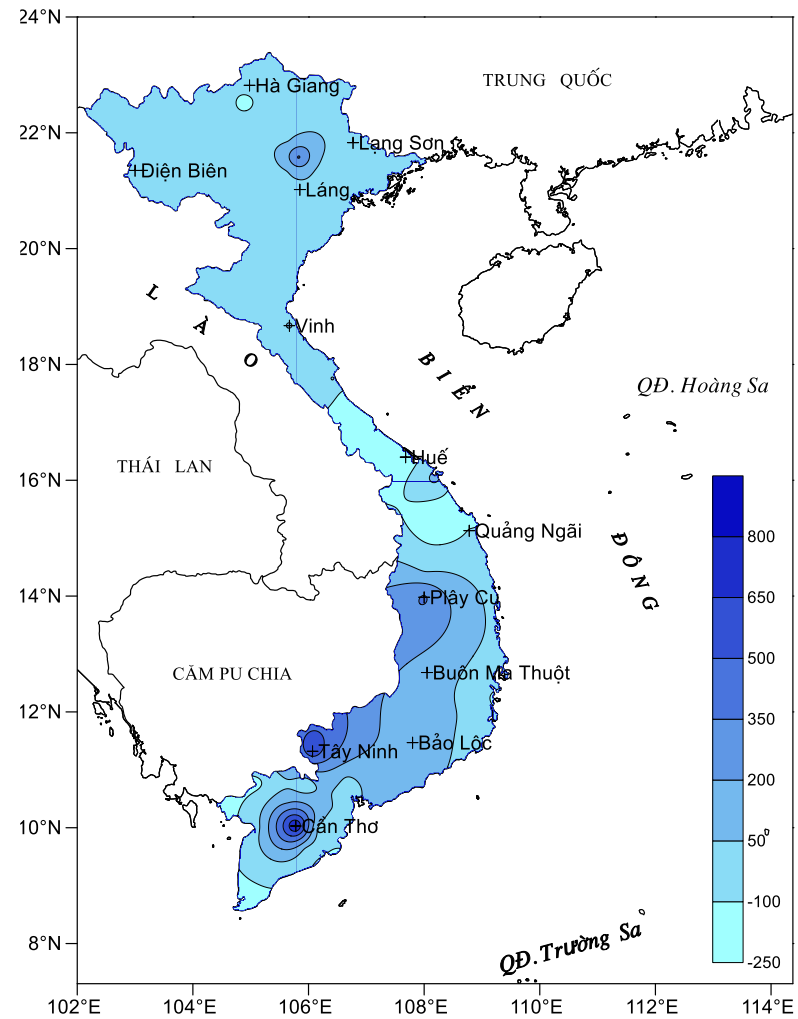 24°N
Hà Giang
TRUNG QUỐC
22°N
Lạng Sơn
Điện Biên
Láng
20°N
L À O
Vinh
18°N
BIỂN
QĐ. Hoàng Sa
THÁI LAN
Huế
16°N
Quảng Ngãi
ĐÔNG
800
14°N
Plây Cu
650
CĂM PU CHIA
Buôn Ma Thuột
500
12°N
Bảo Lộc
Tây Ninh
350
200
10°N
Cần Thơ
50
-100
8°N
QĐ. Trường Sa
-250
102°E
104°E
106°E
108°E
110°E
112°E
114°E